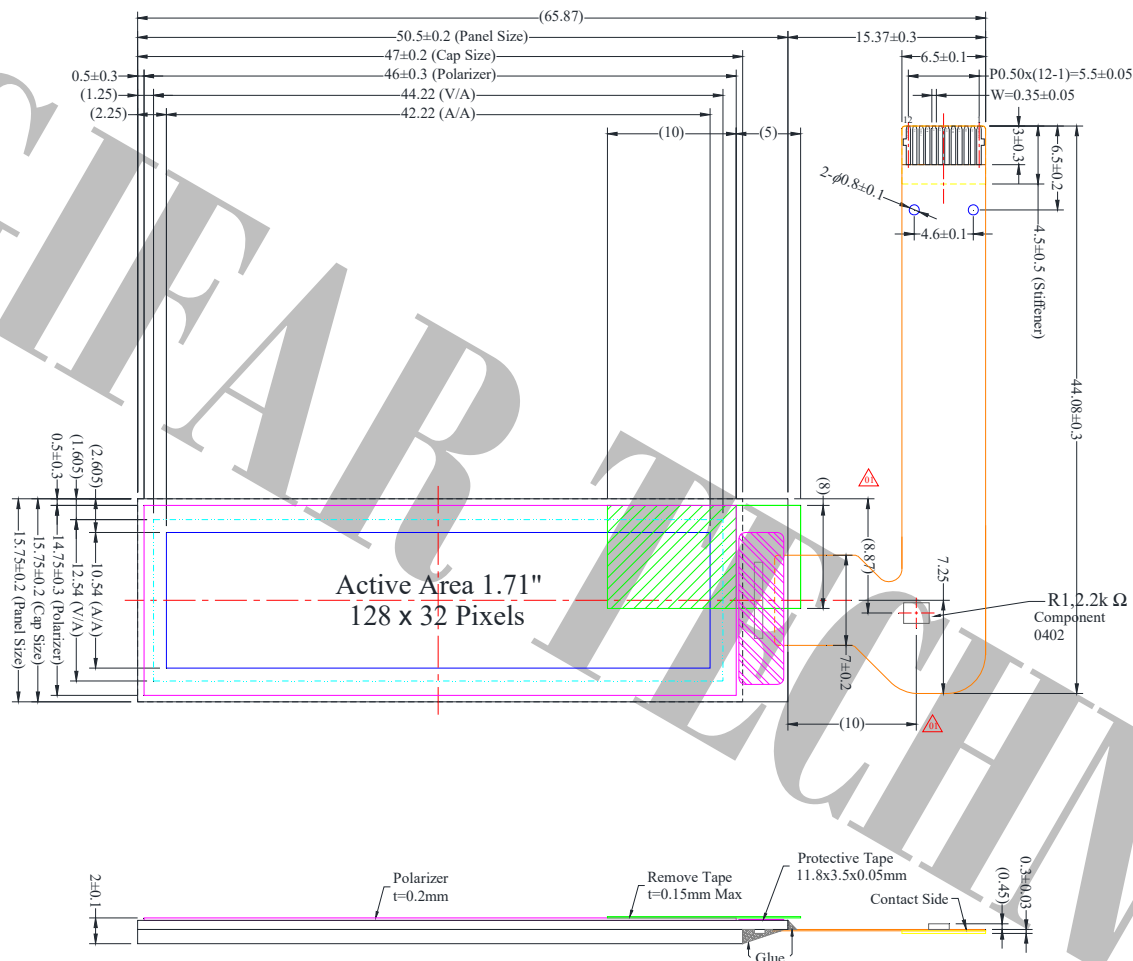 (65.87)
50.5±0.2 (Panel Size)
15.37±0.3
47±0.2 (Cap Size)
6.5±0.1
0.5±0.3
46±0.3 (Polarizer)
P0.50x(12-1)=5.5±0.05
(1.25)
44.22 (V/A)
W=0.35±0.05
(2.25)
42.22 (A/A)
(10)
(5)
12
3±0.3
6.5±0.2
2-ϕ0.8±0.1
4.6±0.1
4.5±0.5 (Stiffener)
44.08±0.3
0.5±0.3
(1.605)
(2.605)
(8)
01
(8.87)
7.25
15.75±0.2 (Panel Size)
15.75±0.2 (Cap Size)
14.75±0.3 (Polarizer)
12.54 (V/A)
10.54 (A/A)
Active Area 1.71"
128 x 32 Pixels
R1,2.2k Ω
Component
0402
7±0.2
(10)
01
GIFAR TECHN
2±0.1
Polarizer
t=0.2mm
Remove Tape
t=0.15mm Max
Protective Tape
11.8x3.5x0.05mm
Contact Side
(0.45)
0.3±0.03
Glue